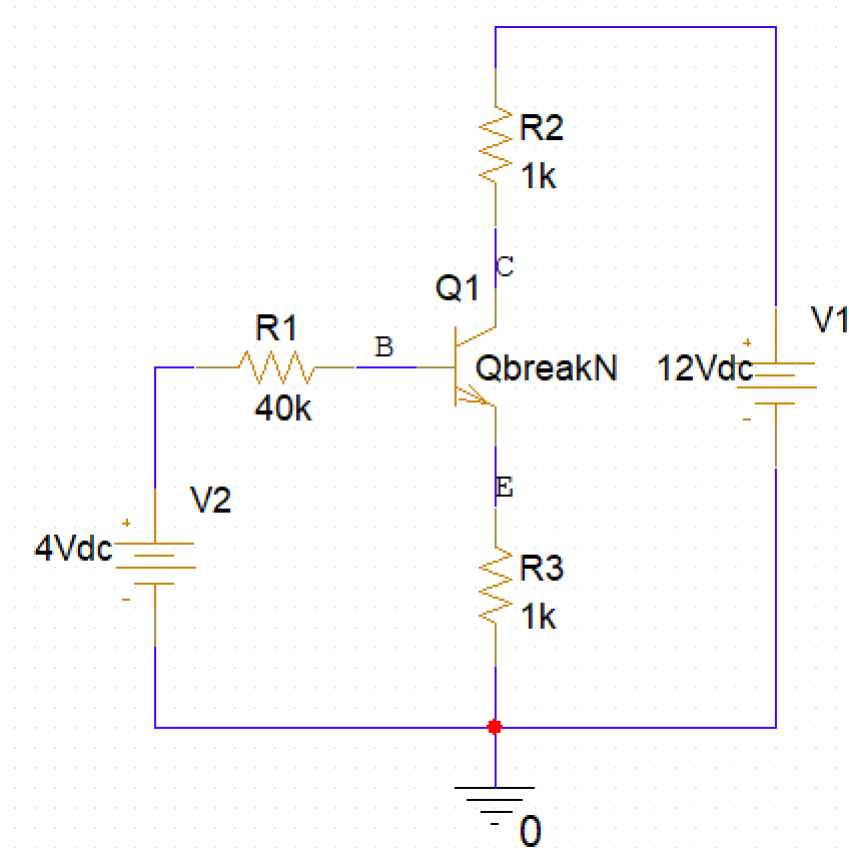 R2
1k
C
Q1
R1
B
V1
QbreakN
12Vdc
+
-
40k
E
V2
+
4Vdc
-
R3
1k
0